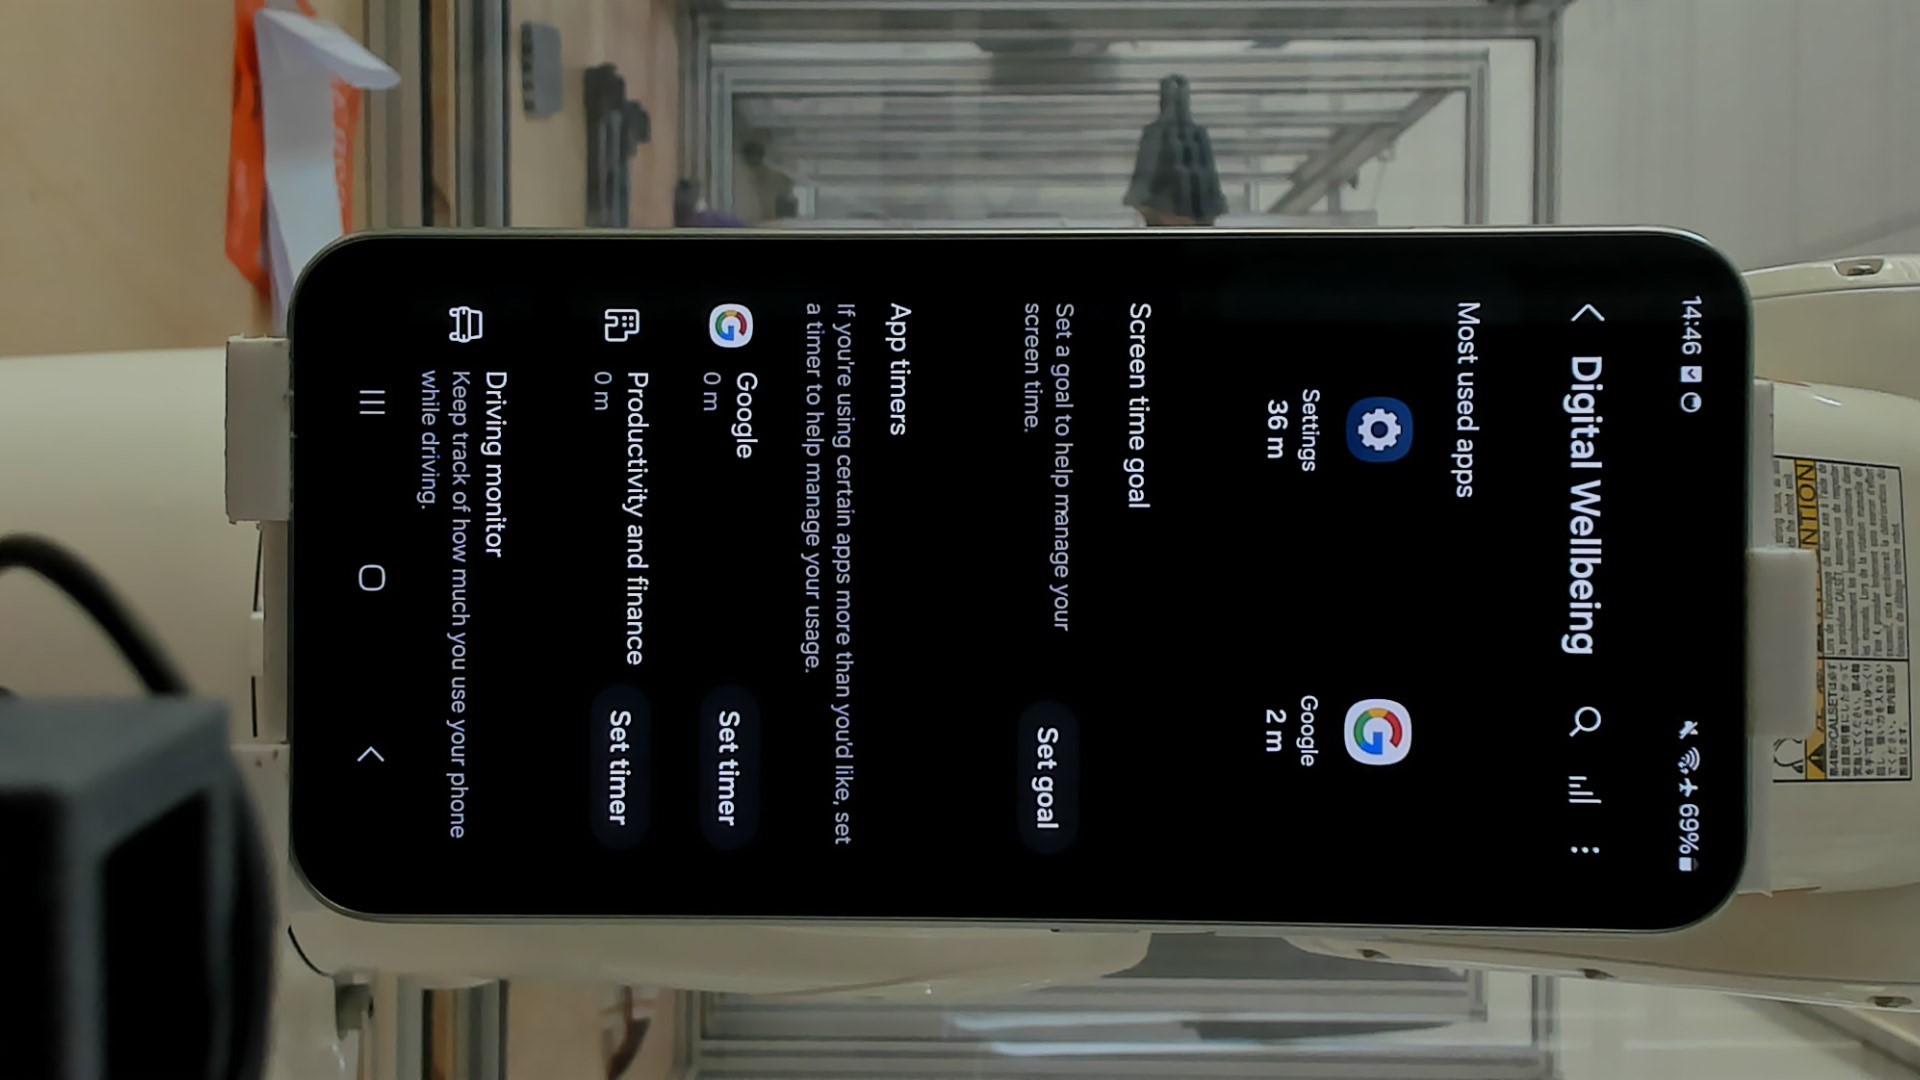 14:46
69%
Digital Wellbeing
Most used apps
Settings
36 m
Google
2 m
Screen time goal
Set a goal to help manage your
screen time.
Set goal
App timers
If you're using certain apps more than you'd like, set
a timer to help manage your usage.
Google
0 m
Set timer
Productivity and finance
0 m
Set timer
Driving monitor
Keep track of how much you use your phone
while driving.